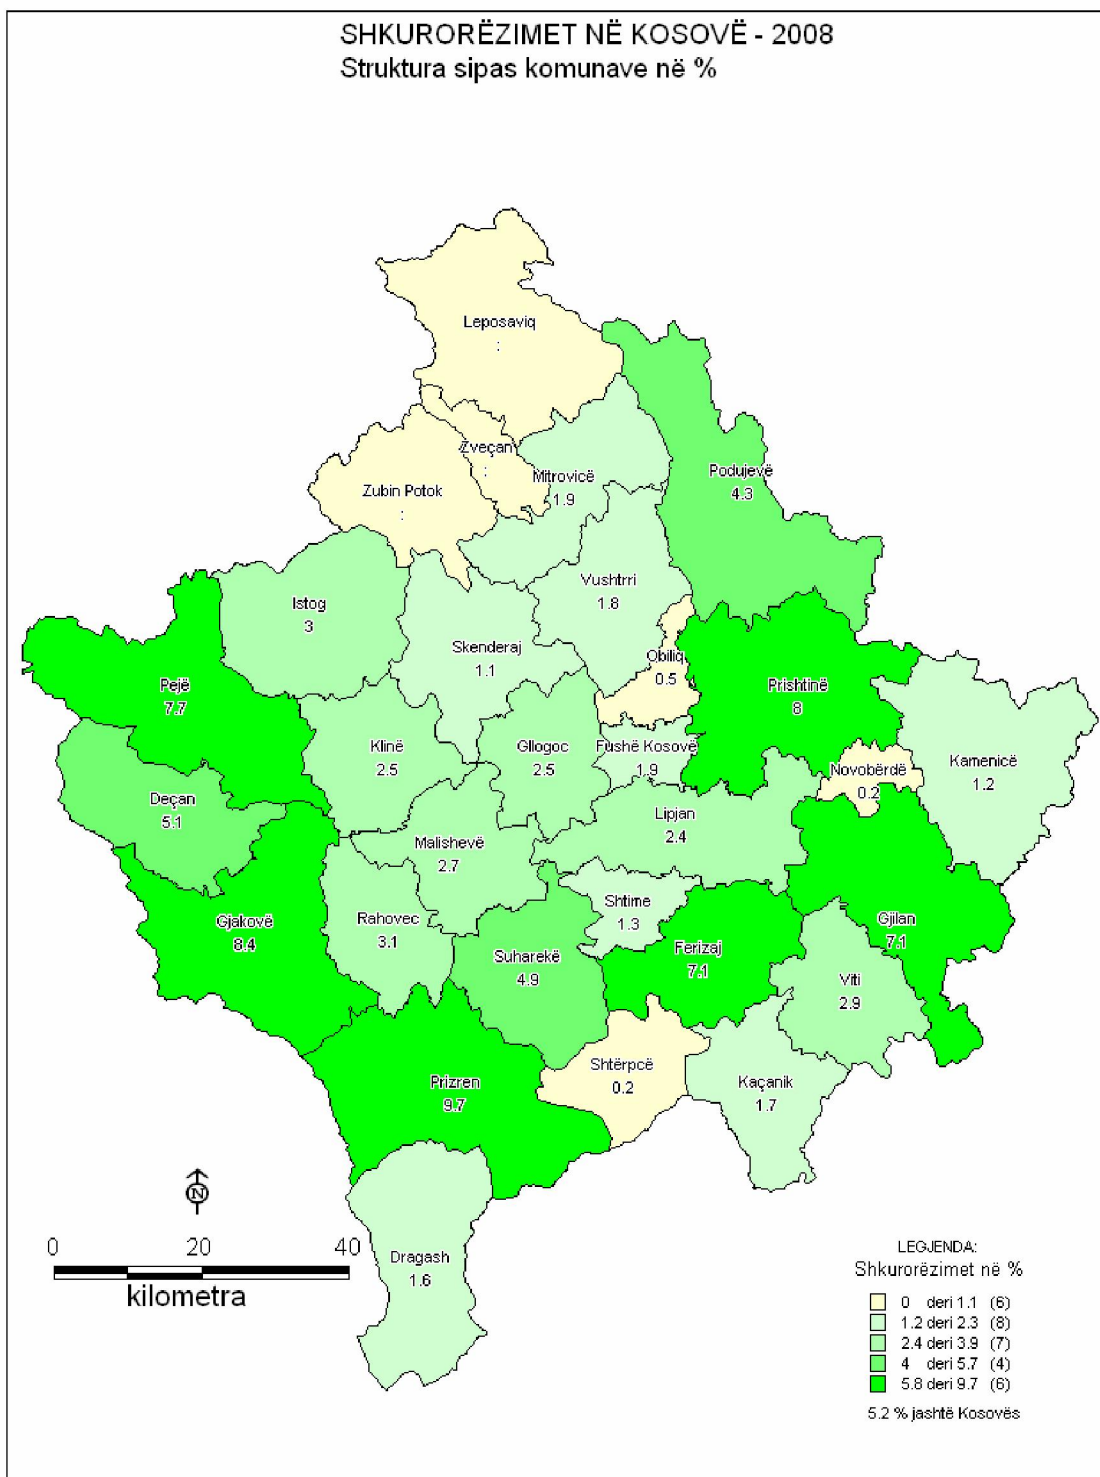 SHKURORËZIMET NË KOSOVË - 2008
Struktura sipas komunave në %
Leposaviq
:
Zveçan
:
Zubin Potok
:
Mitrovicë
1.9
Podujevë
4.3
Vushtrri
1.8
Istog
3
Skenderaj
1.1
Obiliq
0.5
Pejë
7.7
Prishtinë
8
Klinë
2.5
Gllogoc
2.5
Fushë Kosovë
1.9
Novobërdë
0.2
Kamenicë
1.2
Deçan
5.1
Lipjan
2.4
Malishevë
2.7
Gjakovë
8.4
Rahovec
3.1
Shtime
1.3
Gjilan
7.1
Suharekë
4.9
Ferizaj
7.1
Viti
2.9
Shtërpcë
0.2
Prizren
9.7
Kaçanik
1.7
Dragash
1.6
N
0 20 40
kilometra
LEGJENDA:
Shkurorëzimet në %
0 deri 1.1 (6)
1.2 deri 2.3 (8)
2.4 deri 3.9 (7)
4 deri 5.7 (4)
5.8 deri 9.7 (6)
5.2 % jashtë Kosovës